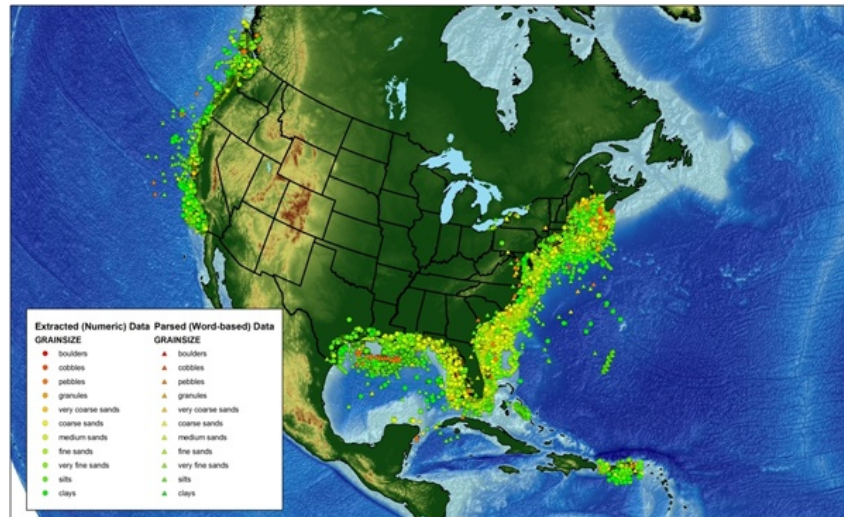 Extracted (Numeric) Data Parsed (Word-based) Data
GRAINSIZE GRAINSIZE
boulders boulders
cobbles cobbles
pebbles pebbles
granules granules
very coarse sands very coarse sands
coarse sands coarse sands
medium sands medium sands
fine sands fine sands
very fine sands very fine sands
silts silts
clays clays